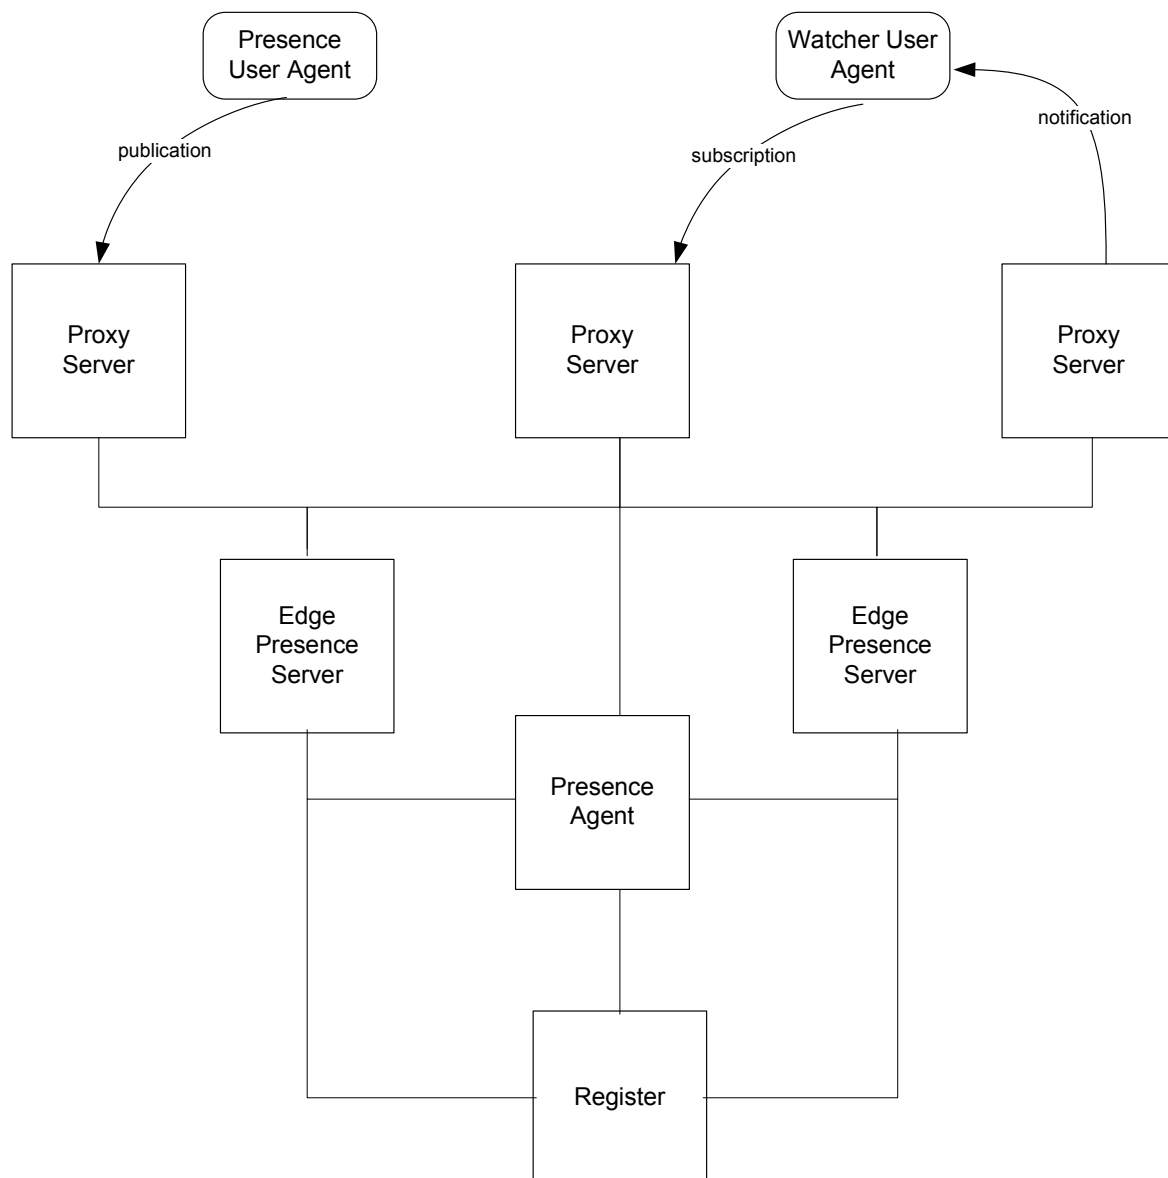 Presence
User Agent
Watcher User
Agent
publication
subscription
notification
Proxy
Server
Proxy
Server
Proxy
Server
Edge
Presence
Server
Edge
Presence
Server
Presence
Agent
Register